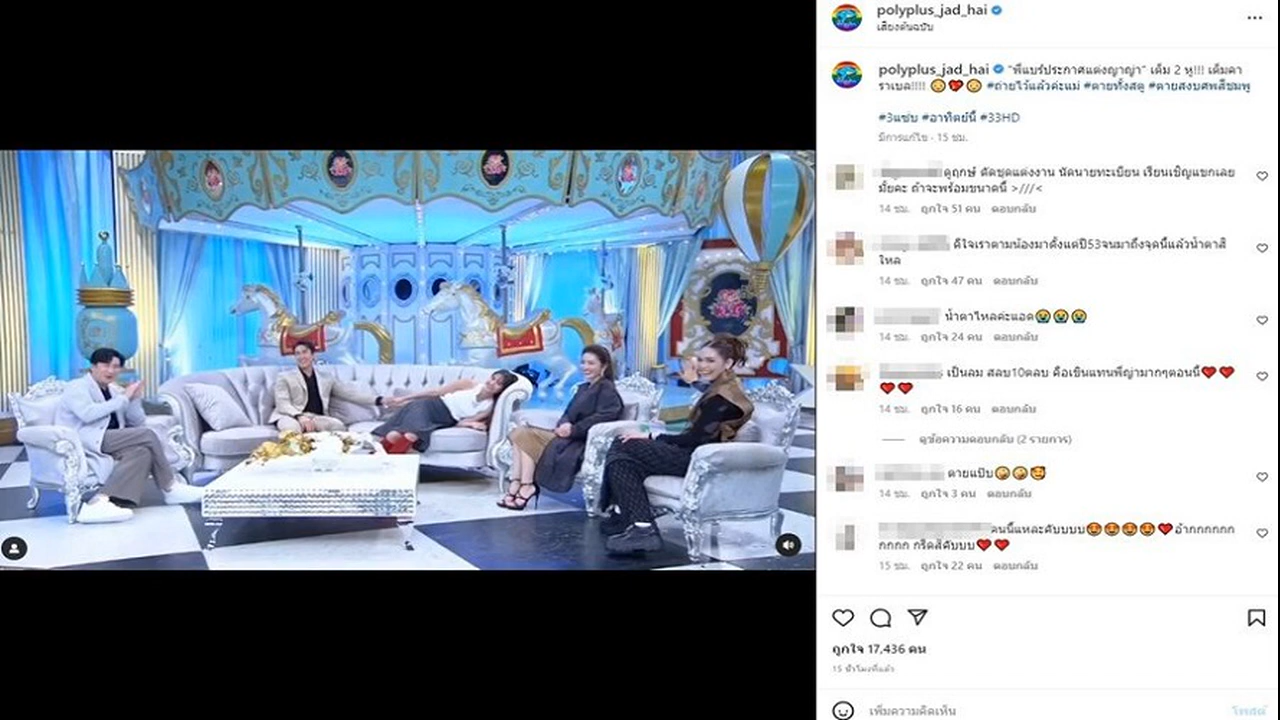 polyplus_jad_hai
เสียงต้นฉบับ
polyplus_jad_hai "พี่แบร์ประกาศแต่งญาญ่า" เต็ม 2 หู!!! เต็มคา
ราเบล!!!! 😳❤️😳 #ถ่ายไว้แล้วค่ะแม่ #ตายทั้งสตู #ตายสงบศพสีชมพู
#3แซ่บ #อาทิตย์นี้ #33HD
มีการแก้ไข · 15 ชม.
ดูฤกษ์ ตัดชุดแต่งงาน นัดนายทะเบียน เรียนเชิญแขกเลย
มั้ยคะ ถ้าจะพร้อมขนาดนี้ >///<
14 ชม. ถูกใจ 51 คน ตอบกลับ
ดีใจเราตามน้องมาตั้งแต่ปี53จนมาถึงจุดนี้แล้วน้ำตาสิ
ไหล
14 ชม. ถูกใจ 47 คน ตอบกลับ
น้ำตาไหลค่ะแอด😭😭😭
14 ชม. ถูกใจ 24 คน ตอบกลับ
เป็นลม สลบ10ตลบ คือเขินแทนพี่ญามากๆตอนนี้❤️❤️
❤️❤️
14 ชม. ถูกใจ 16 คน ตอบกลับ
ดูข้อความตอบกลับ (2 รายการ)
ตายแป๊บ🤪🤪🥰
14 ชม. ถูกใจ 3 คน ตอบกลับ
คนนี้แหละคับบบบ😍😍😍😍❤️อ๊ากกกกกก
กกกก กรี๊ดสิคับบบ❤️❤️
15 ชม. ถูกใจ 22 คน ตอบกลับ
ถูกใจ 17,436 คน
15 ชั่วโมงที่แล้ว
เพิ่มความคิดเห็น
โพสต์